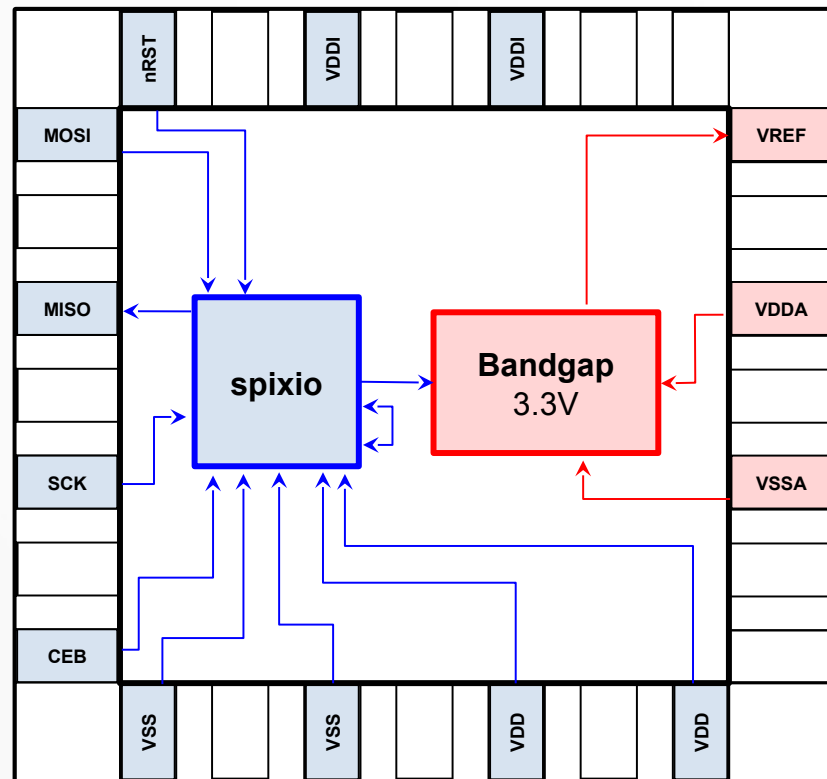 nRST
VDDI
VDDI
MOSI
VREF
MISO
VDDA
spixio
Bandgap
3.3V
SCK
VSSA
CEB
VSS
VSS
VDD
VDD